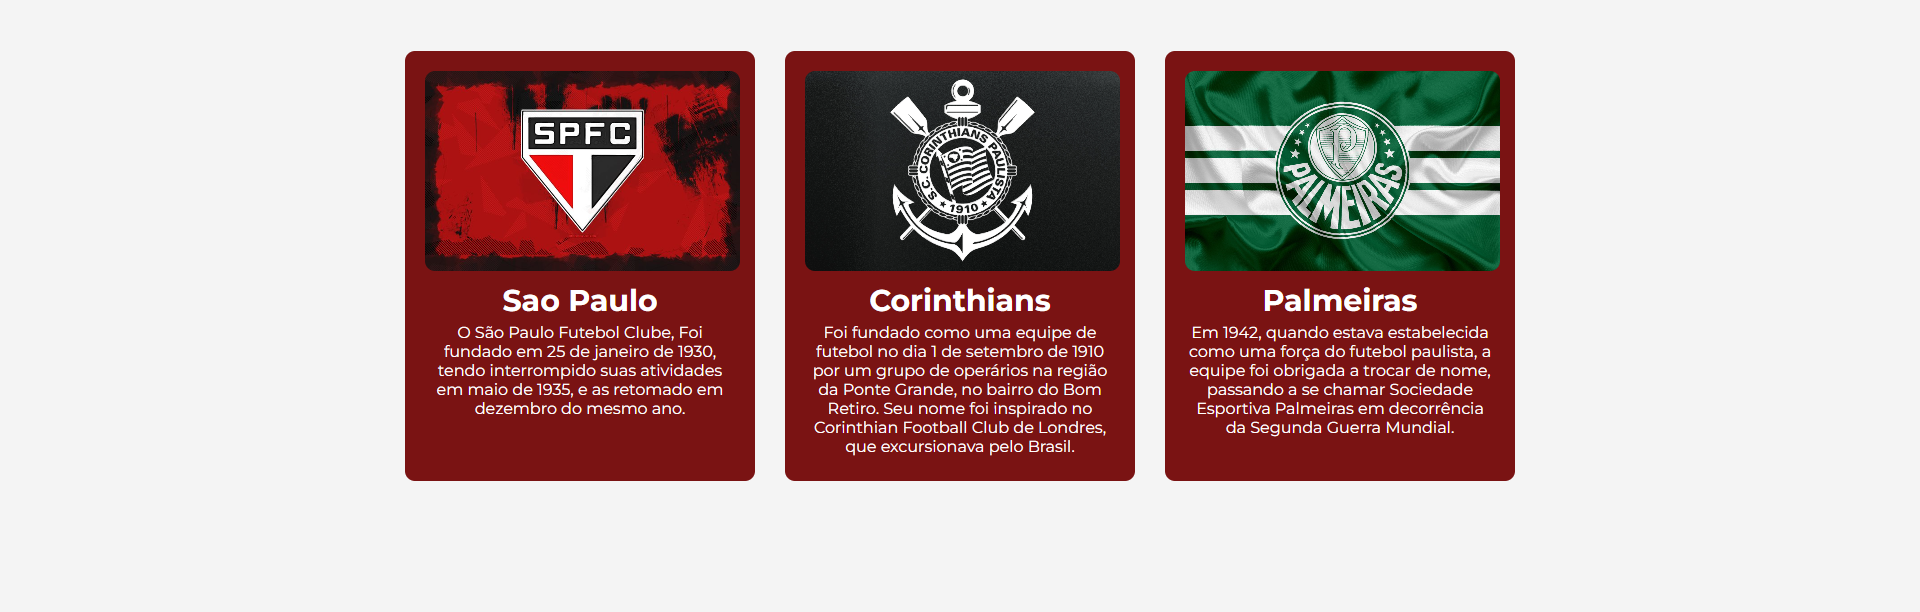 SPFC
Sao Paulo
O São Paulo Futebol Clube, Foi
fundado em 25 de janeiro de 1930,
tendo interrompido suas atividades
em maio de 1935, e as retomado em
dezembro do mesmo ano.
S. C. CORINTHIANS PAULISTA
1910
Corinthians
Foi fundado como uma equipe de
futebol no dia 1 de setembro de 1910
por um grupo de operários na região
da Ponte Grande, no bairro do Bom
Retiro. Seu nome foi inspirado no
Corinthian Football Club de Londres,
que excursionava pelo Brasil.
P
PALMEIRAS
Palmeiras
Em 1942, quando estava estabelecida
como uma força do futebol paulista, a
equipe foi obrigada a trocar de nome,
passando a se chamar Sociedade
Esportiva Palmeiras em decorrência
da Segunda Guerra Mundial.